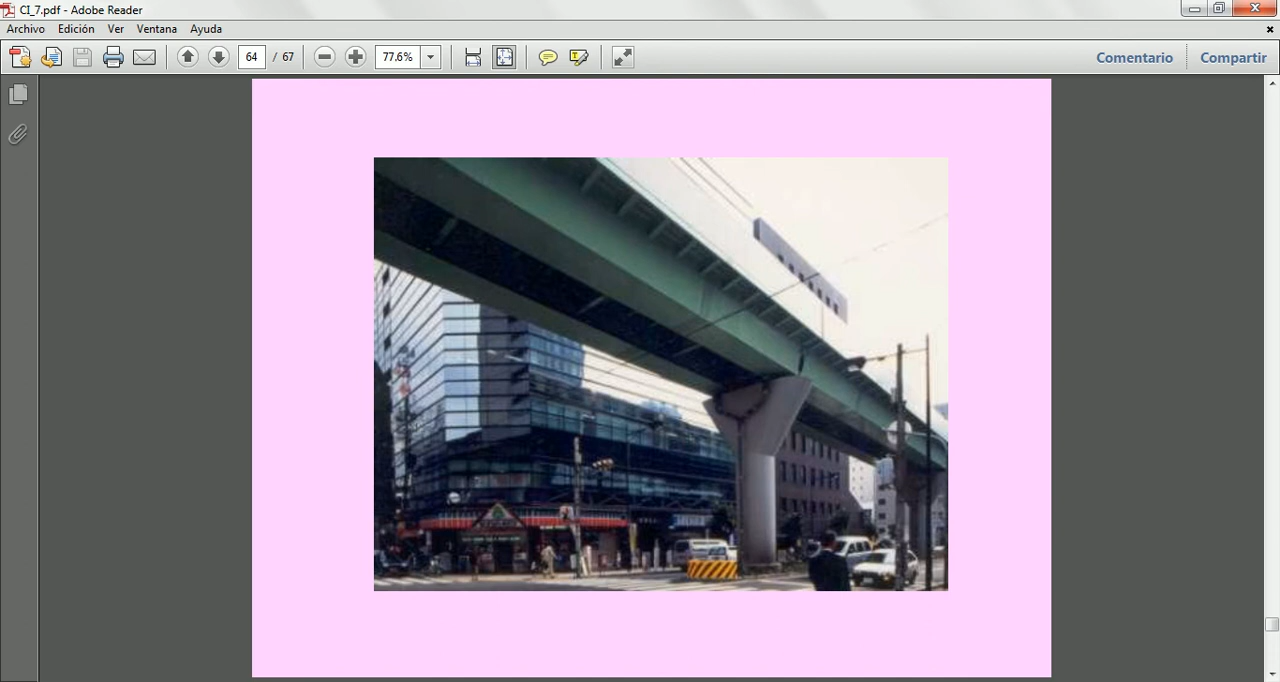 CI_7.pdf - Adobe Reader
Archivo Edición Ver Ventana Ayuda
64 / 67 77.6% Comentario Compartir